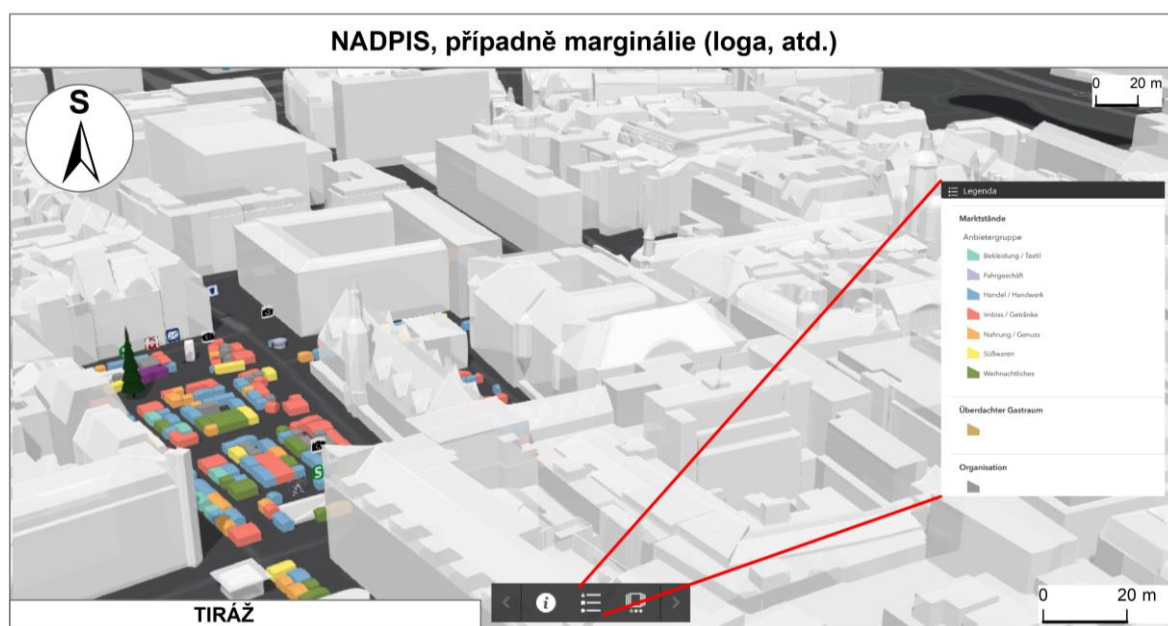 NADPIS, případně marginálie (loga, atd.)
S
0 20 m
Legenda
Marktstände
Anbietergruppe
Bekleidung / Textil
Fahrgeschäft
Handel / Handwerk
Imbiss / Getränke
Nahrung / Genuss
Süßwaren
Weihnachtliches
Überdachter Gastraum
Organisation
S
TIRÁŽ
0 20 m